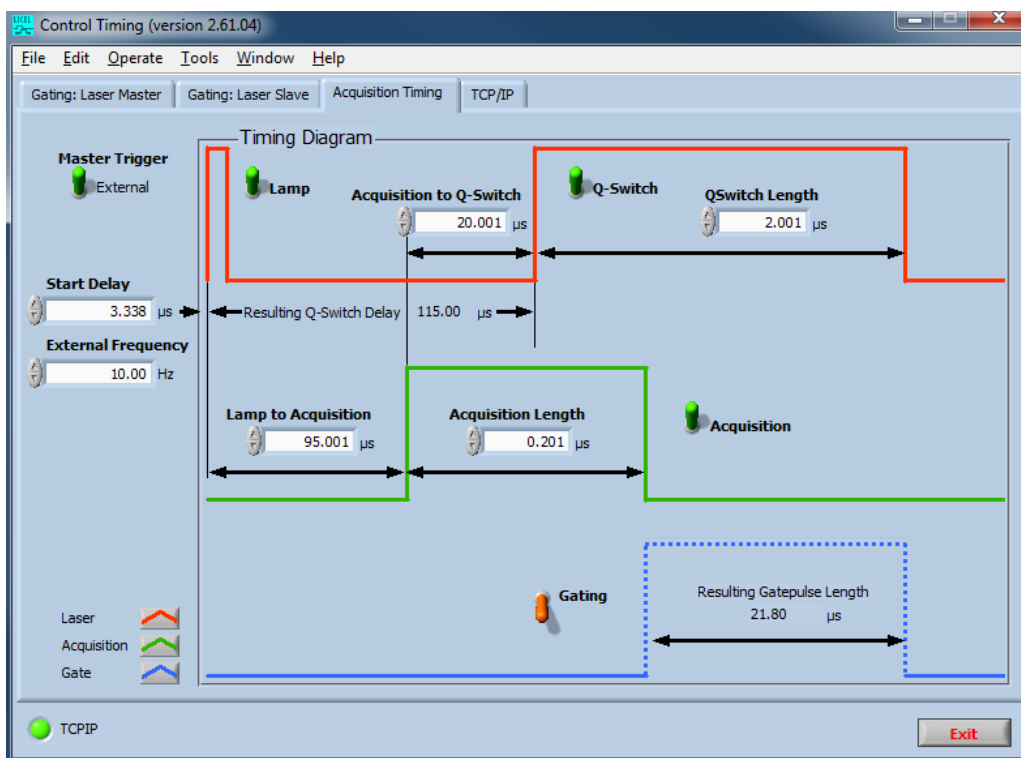 LICEL
Control Timing (version 2.61.04)
File Edit Operate Tools Window Help
Gating: Laser Master Gating: Laser Slave Acquisition Timing TCP/IP
Timing Diagram
Master Trigger
External
Lamp
Acquisition to Q-Switch
20.001 µs
Q-Switch
QSwitch Length
2.001 µs
Start Delay
3.338 µs
Resulting Q-Switch Delay 115.00 µs
External Frequency
10.00 Hz
Lamp to Acquisition
95.001 µs
Acquisition Length
0.201 µs
Acquisition
Gating
Resulting Gatepulse Length
21.80 µs
Laser
Acquisition
Gate
TCPIP
Exit